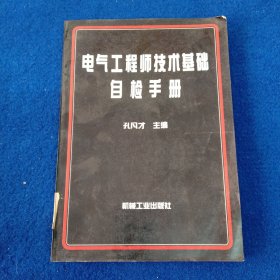 电气工程师技术基础
自检手册
孔凡才 主编
机械工业出版社